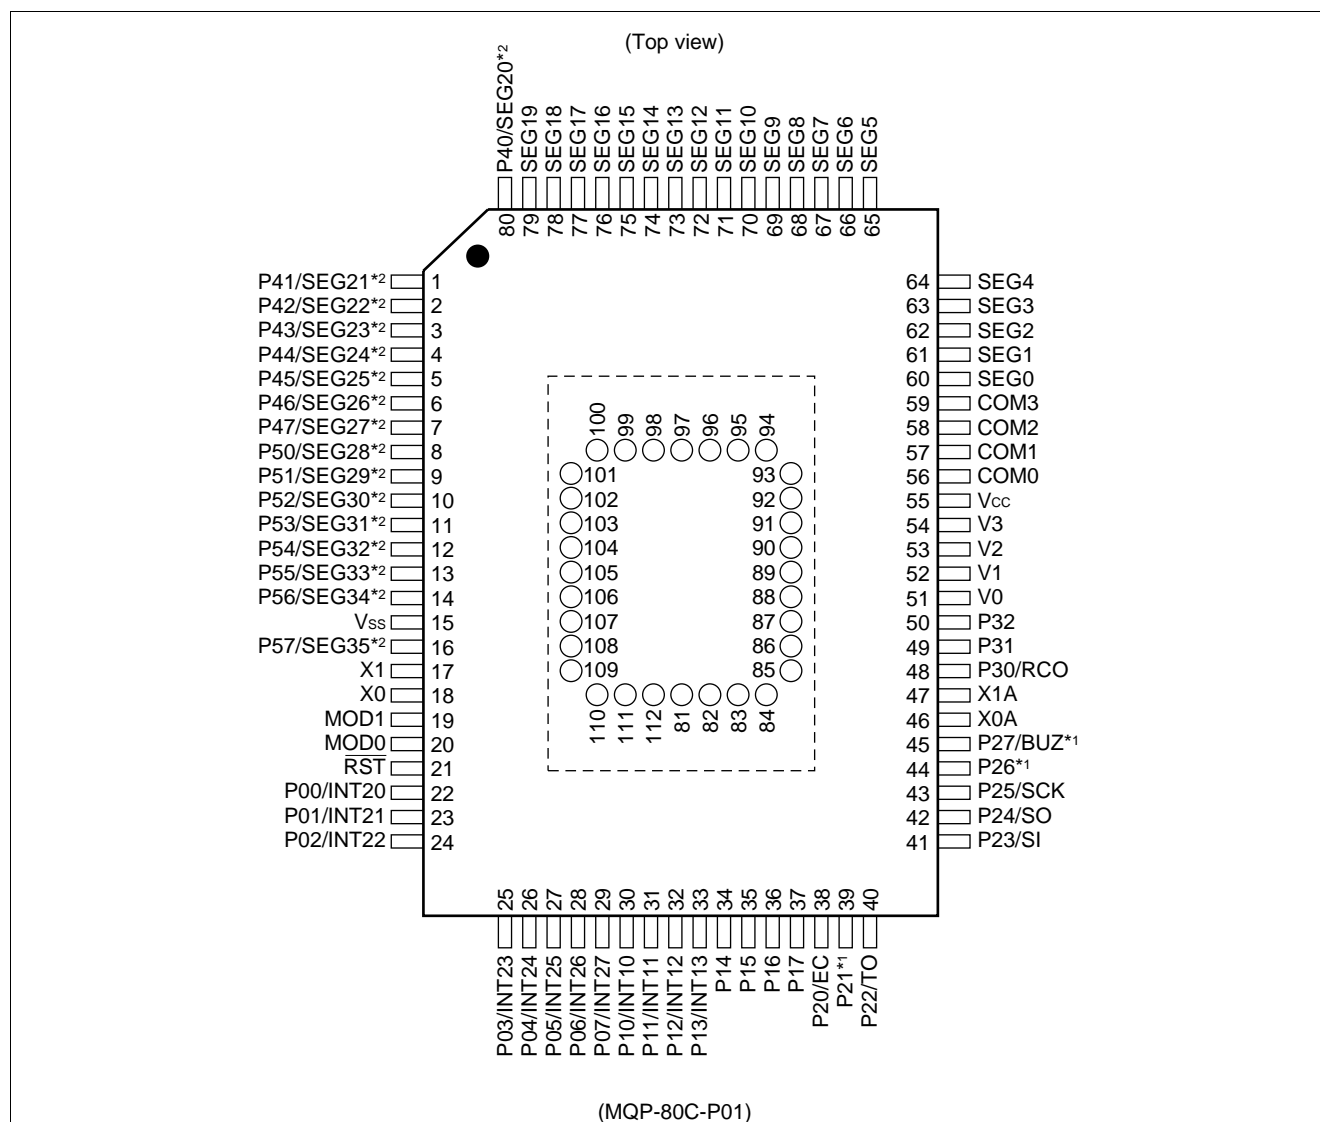 (Top view)
P40/SEG20*2
SEG19
SEG18
SEG17
SEG16
SEG15
SEG14
SEG13
SEG12
SEG11
SEG10
SEG9
SEG8
SEG7
SEG6
SEG5
80
79
78
77
76
75
74
73
72
71
70
69
68
67
66
65
P41/SEG21*2 1
P42/SEG22*2 2
P43/SEG23*2 3
P44/SEG24*2 4
P45/SEG25*2 5
P46/SEG26*2 6
P47/SEG27*2 7
P50/SEG28*2 8
P51/SEG29*2 9
P52/SEG30*2 10
P53/SEG31*2 11
P54/SEG32*2 12
P55/SEG33*2 13
P56/SEG34*2 14
VSS 15
P57/SEG35*2 16
X1 17
X0 18
MOD1 19
MOD0 20
RST 21
P00/INT20 22
P01/INT21 23
P02/INT22 24
100
99
98
97
96
95
94
101
102
103
104
105
106
107
108
109
93
92
91
90
89
88
87
86
85
110
111
112
81
82
83
84
64 SEG4
63 SEG3
62 SEG2
61 SEG1
60 SEG0
59 COM3
58 COM2
57 COM1
56 COM0
55 VCC
54 V3
53 V2
52 V1
51 V0
50 P32
49 P31
48 P30/RCO
47 X1A
46 X0A
45 P27/BUZ*1
44 P26*1
43 P25/SCK
42 P24/SO
41 P23/SI
25
26
27
28
29
30
31
32
33
34
35
36
37
38
39
40
P03/INT23
P04/INT24
P05/INT25
P06/INT26
P07/INT27
P10/INT10
P11/INT11
P12/INT12
P13/INT13
P14
P15
P16
P17
P20/EC
P21*1
P22/TO
(MQP-80C-P01)